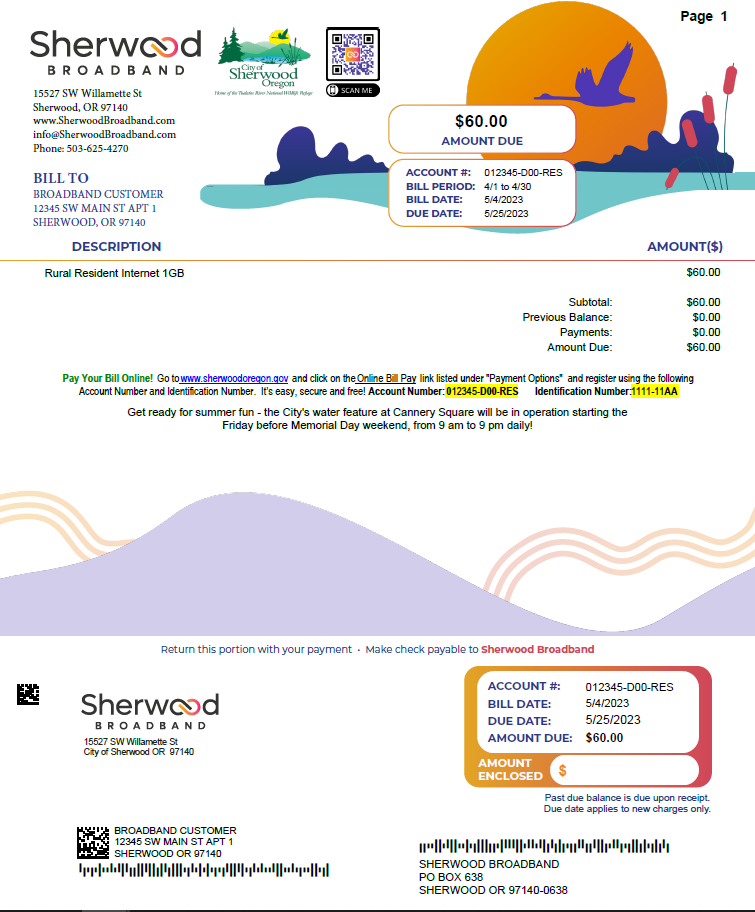 Page 1
Sherwood
BROADBAND
City of
Sherwood
Oregon
Home of the Tualatin River National Wildlife Refuge
SCAN ME
15527 SW Willamette St
Sherwood, OR 97140
www.SherwoodBroadband.com
info@SherwoodBroadband.com
Phone: 503-625-4270
$60.00
AMOUNT DUE
BILL TO
BROADBAND CUSTOMER
12345 SW MAIN ST APT 1
SHERWOOD, OR 97140
ACCOUNT #: 012345-D00-RES
BILL PERIOD: 4/1 to 4/30
BILL DATE: 5/4/2023
DUE DATE: 5/25/2023
DESCRIPTION AMOUNT($)
Rural Resident Internet 1GB $60.00
Subtotal: $60.00
Previous Balance: $0.00
Payments: $0.00
Amount Due: $60.00
Pay Your Bill Online! Go to www.sherwoodoregon.gov and click on the Online Bill Pay link listed under "Payment Options" and register using the following
Account Number and Identification Number. It's easy, secure and free! Account Number: 012345-D00-RES Identification Number: 1111-11AA
Get ready for summer fun - the City's water feature at Cannery Square will be in operation starting the
Friday before Memorial Day weekend, from 9 am to 9 pm daily!
Return this portion with your payment • Make check payable to Sherwood Broadband
Sherwood
BROADBAND
15527 SW Willamette St
City of Sherwood OR 97140
ACCOUNT #: 012345-D00-RES
BILL DATE: 5/4/2023
DUE DATE: 5/25/2023
AMOUNT DUE: $60.00
AMOUNT
ENCLOSED $
Past due balance is due upon receipt.
Due date applies to new charges only.
BROADBAND CUSTOMER
12345 SW MAIN ST APT 1
SHERWOOD OR 97140
SHERWOOD BROADBAND
PO BOX 638
SHERWOOD OR 97140-0638